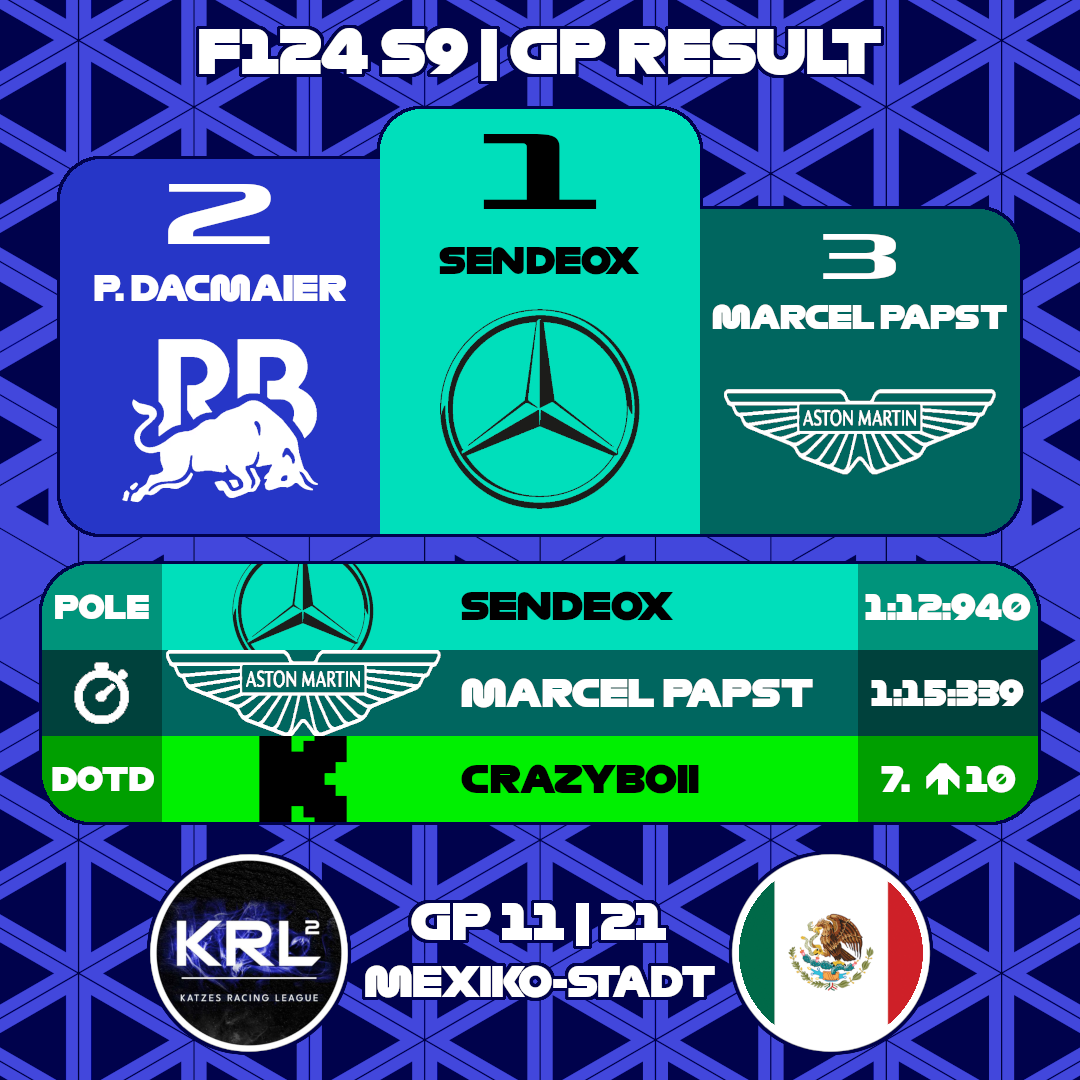 F124 S9 | GP RESULT
1
SENDEOX
2
P. DACMAIER
RB
3
MARCEL PAPST
ASTON MARTIN
POLE
SENDEOX
1:12:940
ASTON MARTIN
MARCEL PAPST
1:15:339
DOTD
K
CRAZYBOII
7. ↑10
KRL2
KATZES RACING LEAGUE
GP 11 | 21
MEXIKO-STADT